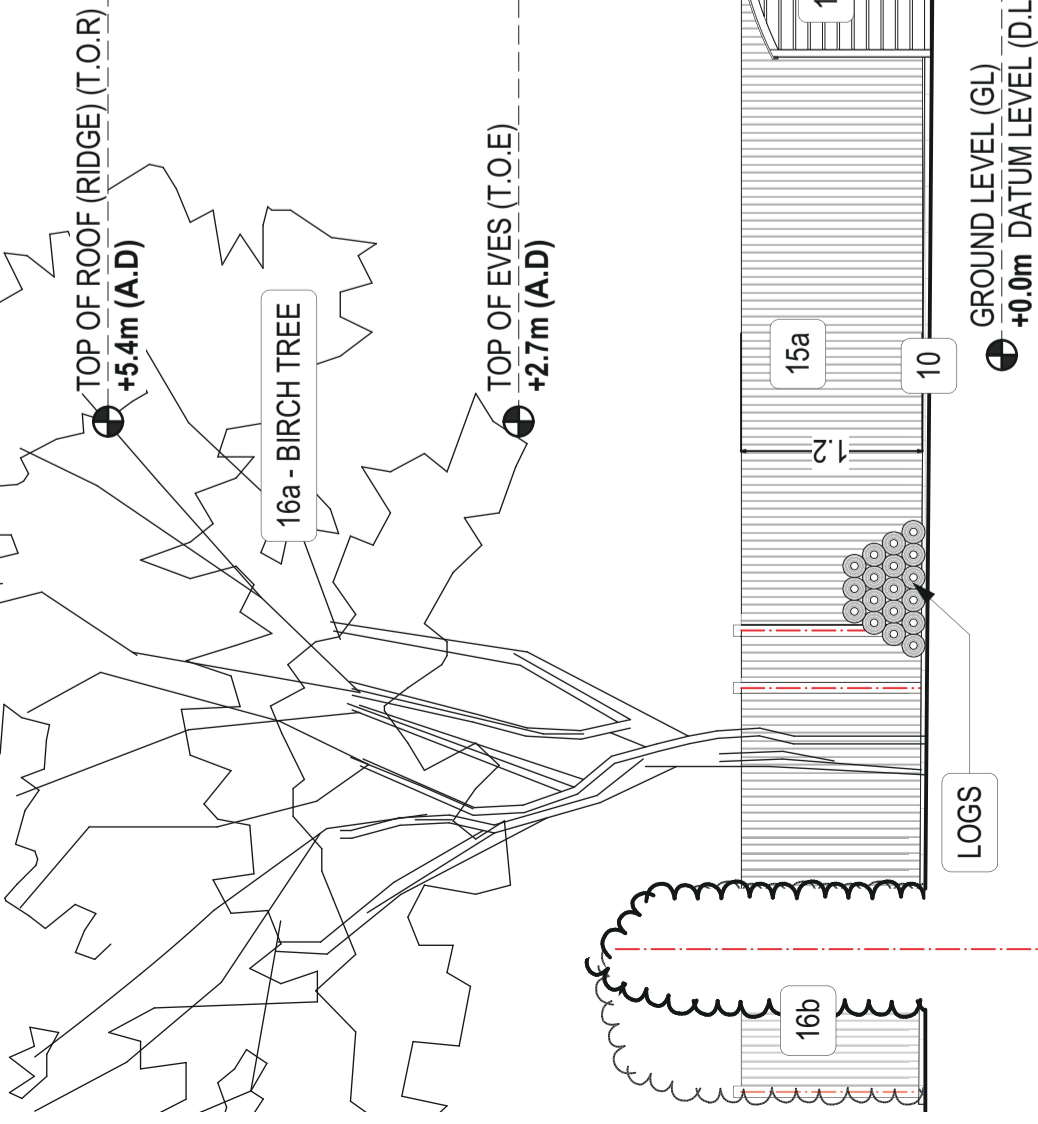 TOP OF ROOF (RIDGE) (T.O.R)
+5.4m (A.D)
16a - BIRCH TREE
TOP OF EVES (T.O.E)
+2.7m (A.D)
15a
1.2
10
GROUND LEVEL (GL)
+0.0m DATUM LEVEL (D.L
LOGS
16b